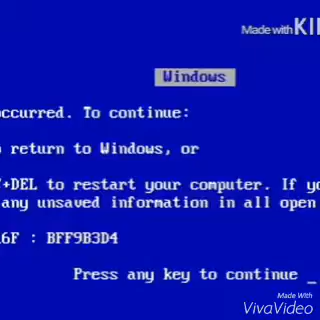 Made with KI
Windows
occurred. To continue:
return to Windows, or
+DEL to restart your computer. If yo
any unsaved information in all open
6F : BFF9B3D4
Press any key to continue _
Made With
VivaVideo